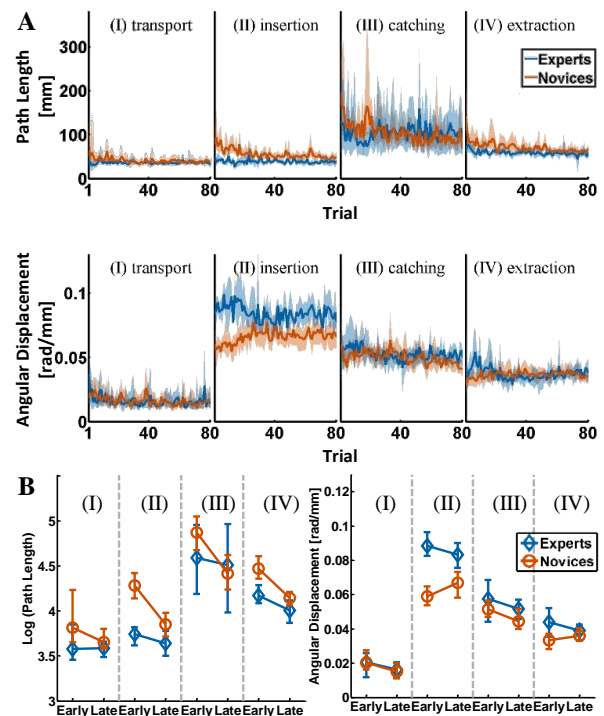 A
(I) transport (II) insertion (III) catching (IV) extraction
Path Length
[mm]
300
200
100
Experts
Novices
1 40 80 40 80 40 80 40 80
Trial
(I) transport (II) insertion (III) catching (IV) extraction
Angular Displacement
[rad/mm]
0.1
0.05
0
1 40 80 40 80 40 80 40 80
Trial
B
Log (Path Length)
5.5
5
4.5
4
3.5
3
(I) (II) (III) (IV)
Early Late Early Late Early Late Early Late
Angular Displacement [rad/mm]
0.14
0.12
0.1
0.08
0.06
0.04
0.02
0
(I) (II) (III) (IV)
Experts
Novices
Early Late Early Late Early Late Early Late